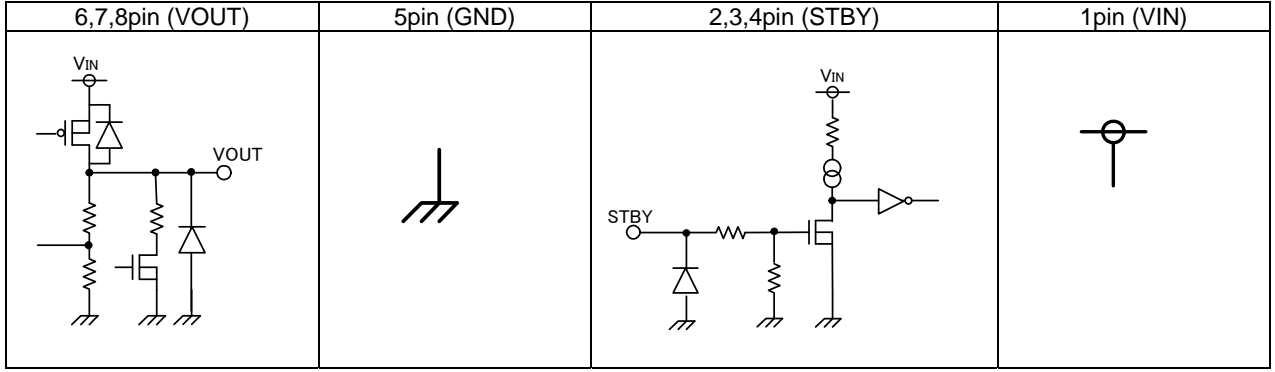 6,7,8pin (VOUT)
5pin (GND)
2,3,4pin (STBY)
1pin (VIN)
VIN
VOUT
VIN
STBY